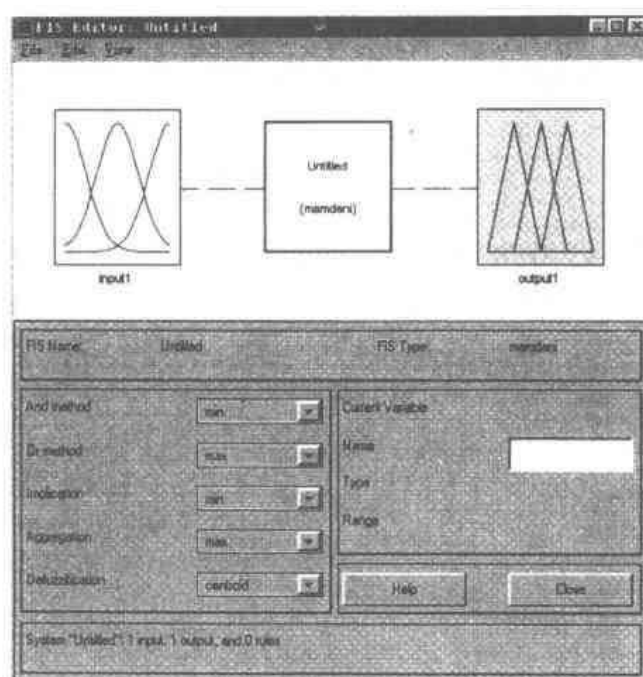 FIS Editor: Untitled
File Edit View
Untitled
(mamdani)
input1
output1
FIS Name: Untitled FIS Type: mamdani
And method min
Or method max
Implication min
Aggregation max
Defuzzification centroid
Current Variable
Name
Type
Range
Help Close
System "Untitled": 1 input, 1 output, and 0 rules